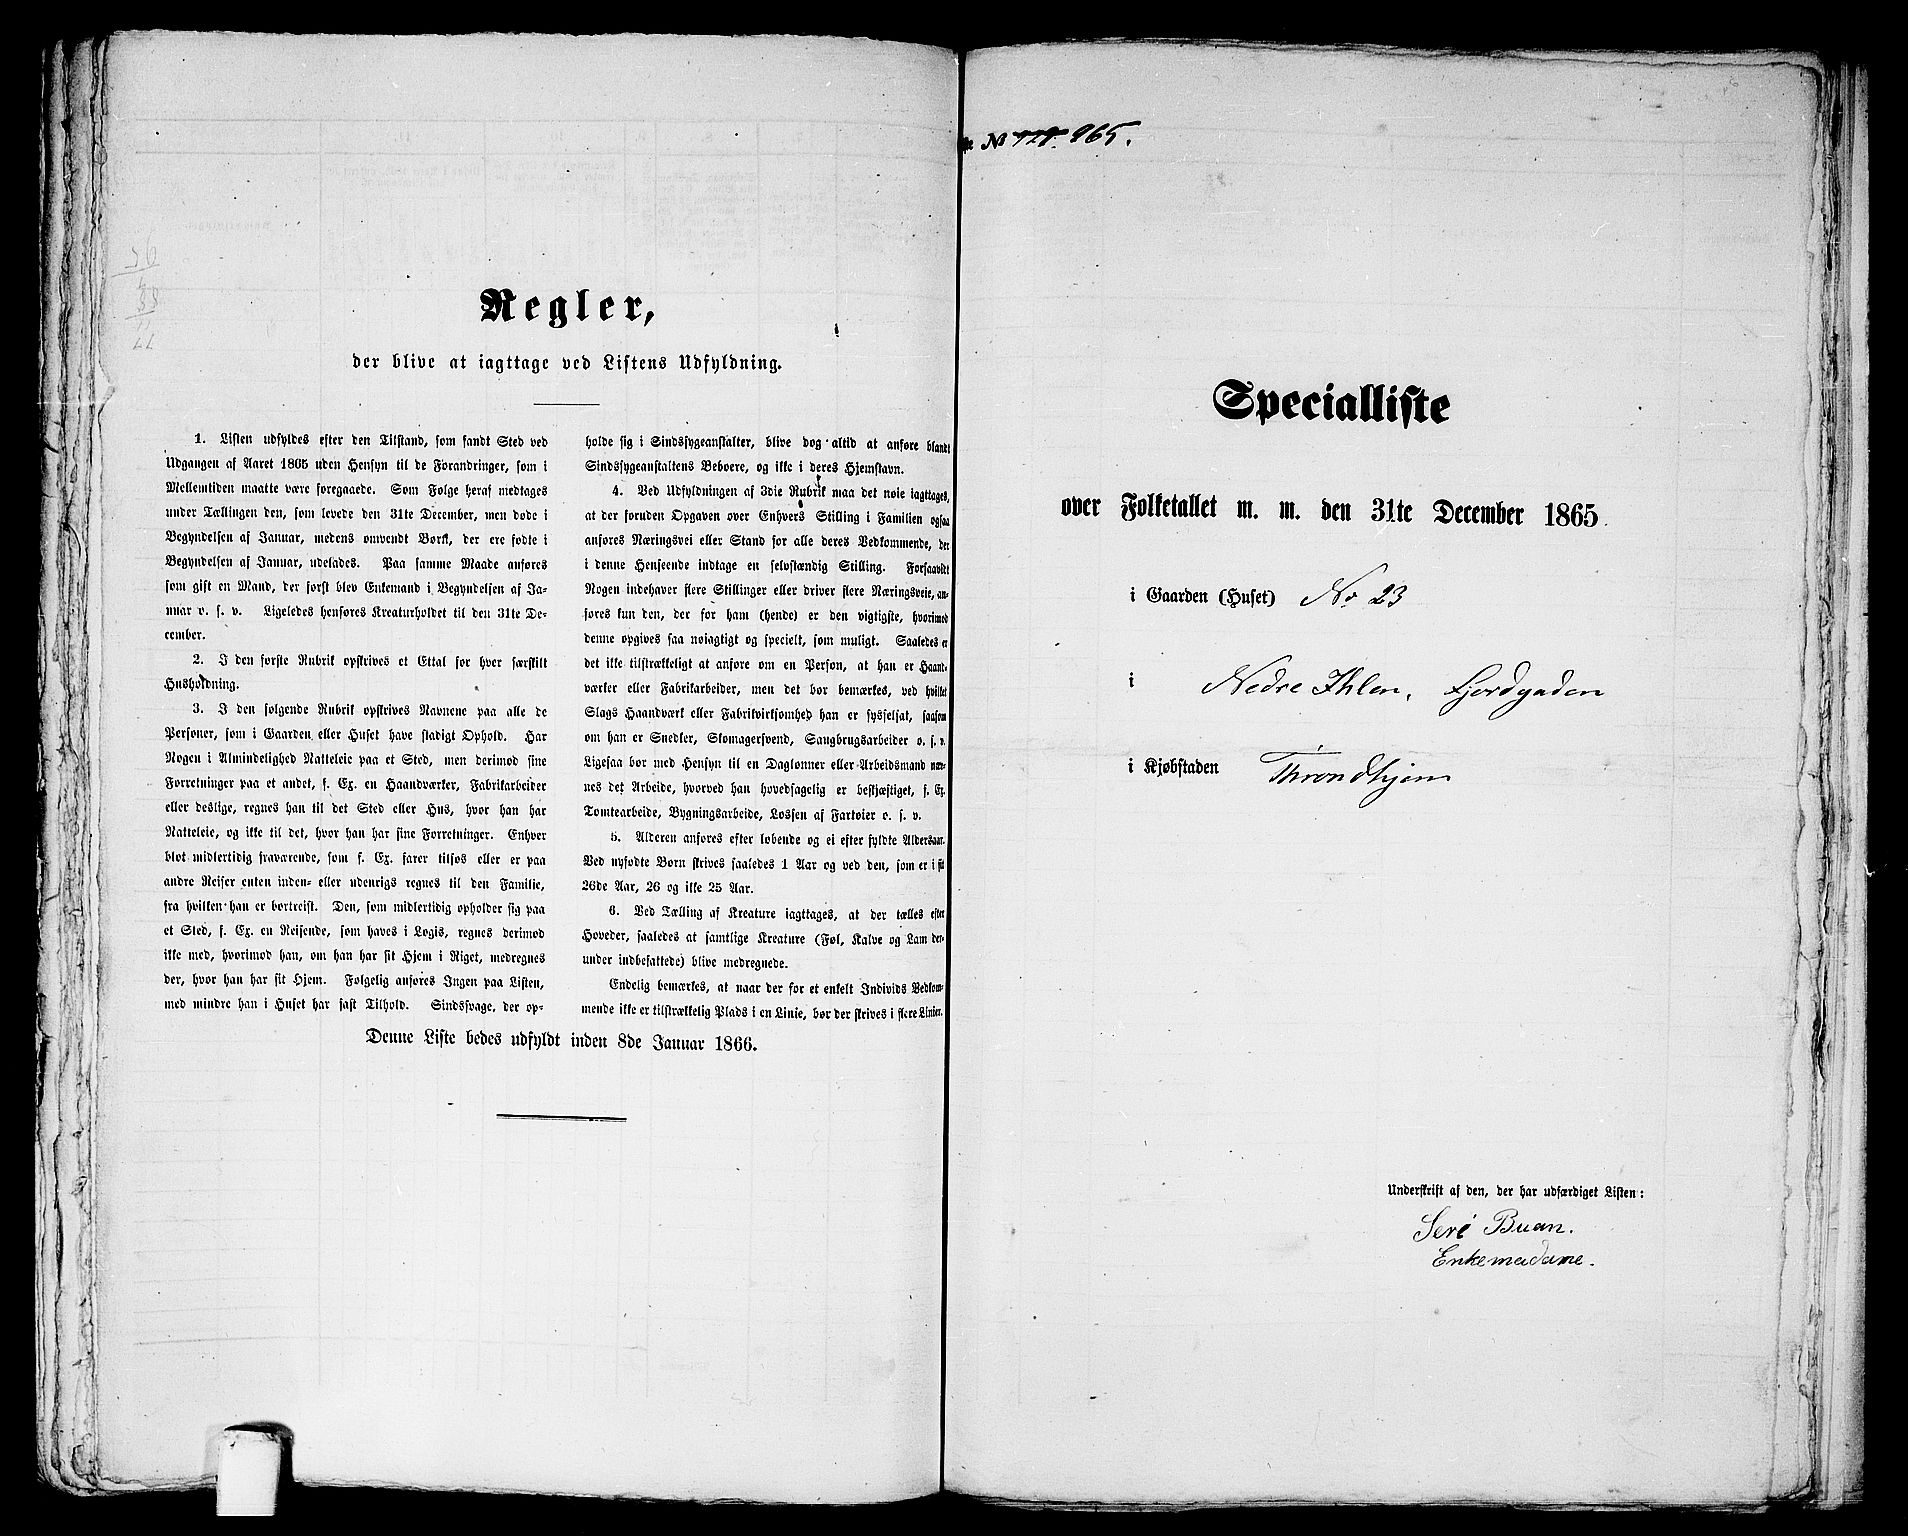 Regler,
der blive at iagttage ved Listens Udfyldning.
1. Listen udfyldes efter den Tilstand, som fandt Sted ved
Udgangen af Aaret 1865 uden Hensyn til de Forandringer, som i
Mellemtiden maatte være foregaaede. Som Følge heraf medtages
under Tællingen den, som levede den 31te December, men døde i
Begyndelsen af Januar, medens omvendt Børn, der ere fødte i
Begyndelsen af Januar, udelades. Paa samme Maade anføres
som gift en Mand, der først blev Enkemand i Begyndelsen af Ja-
nuar o. s. v. Ligeledes henføres Kreaturholdet til den 31te De-
cember.
2. I den første Rubrik opskrives et Ettal for hver særskilt
Husholdning.
3. I den følgende Rubrik opskrives Navnene paa alle de
Personer, som i Gaarden eller Huset have stadigt Ophold. Har
Nogen i Almindelighed Natteleie paa et Sted, men derimod sine
Forretninger paa et andet, f. Ex. en Haandværker, Fabrikarbeider
eller deslige, regnes han til det Sted eller Hus, hvor han har
Natteleie, og ikke til det, hvor han har sine Forretninger. Enhver
blot midlertidig fraværende, som f. Ex. farer tilsøs eller er paa
andre Reiser enten inden- eller udenrigs regnes til den Familie,
fra hvilken han er bortreist. Den, som midlertidig opholder sig paa
et Sted, f. Ex. en Reisende, som haves i Logis, regnes derimod
ikke med, hvorimod han, om han har sit Hjem i Riget, medregnes
der, hvor han har sit Hjem. Følgelig anføres Ingen paa Listen,
med mindre han i Huset har fast Tilhold. Sindssvage, der op-
holde sig i Sindssygeanstalter, blive dog altid at anføre blandt
Sindssygeanstaltens Beboere, og ikke i deres Hjemstavn.
4. Ved Udfyldningen af 3die Rubrik maa det nøie iagttages,
at der foruden Opgaven over Enhvers Stilling i Familien ogsaa
anføres Næringsvei eller Stand for alle deres Vedkommende, der
i denne Henseende indtage en selvstændig Stilling. Forsaavidt
Nogen indehaver flere Stillinger eller driver flere Næringsveie, an-
føres kun den, der for ham (hende) er den vigtigste, hvorimod
denne opgives saa nøiagtigt og specielt, som muligt. Saaledes er
det ikke tilstrækkeligt at anføre om en Person, at han er Haand-
værker eller Fabrikarbeider, men det bør bemærkes, ved hvilket
Slags Haandværk eller Fabrikvirksomhed han er sysselsat, saasom
om han er Snedker, Skomagersvend, Saugbrugsarbeider o. s. v.
Ligesaa bør med Hensyn til en Daglønner eller Arbeidsmand næv-
nes det Arbeide, hvorved han hovedsagelig er beskjæftiget, f. Ex.
Tomtearbeide, Bygningsarbeide, Lossen af Fartøier o. s. v.
5. Alderen anføres efter løbende og ei efter fyldte Aldersaar.
Ved nyfødte Børn skrives saaledes 1 Aar og ved den, som er i sit
26de Aar, 26 og ikke 25 Aar.
6. Ved Tælling af Kreature iagttages, at der tælles efter
Hoveder, saaledes at samtlige Kreature (Føl, Kalve og Lam der-
under indbefattede) blive medregnede.
Endelig bemærkes, at naar der for et enkelt Individs Vedkom-
mende ikke er tilstrækkelig Plads i en Linie, bør der skrives i flere Linier.
Denne Liste bedes udfyldt inden 8de Januar 1866.
№ 865.
Specialliste
over Folketallet m. m. den 31te December 1865
i Gaarden (Huset) No 23
i Nedre Ihlen, Fjordgaden
i Kjøbstaden Throndhjem
Underskrift af den, der har udfærdiget Listen:
Seri Buan.
Enkemadame.